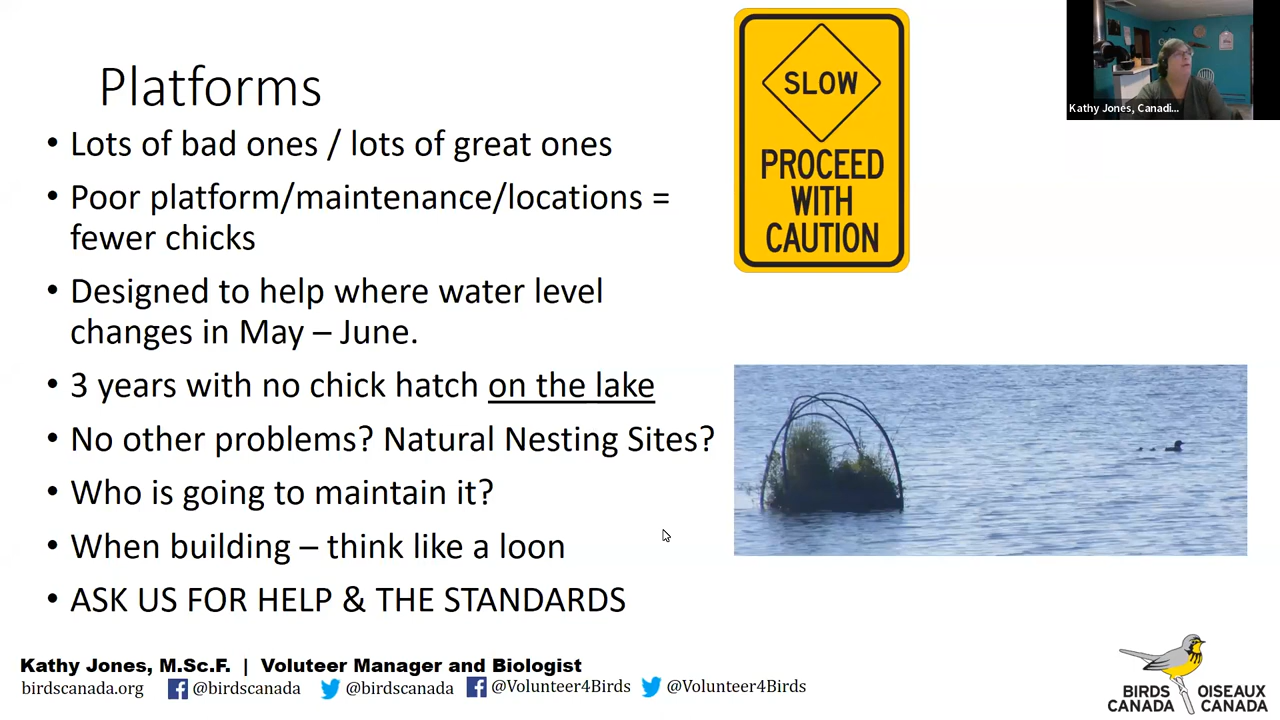 Platforms
• Lots of bad ones / lots of great ones
• Poor platform/maintenance/locations =
fewer chicks
• Designed to help where water level
changes in May – June.
• 3 years with no chick hatch on the lake
• No other problems? Natural Nesting Sites?
• Who is going to maintain it?
• When building – think like a loon
• ASK US FOR HELP & THE STANDARDS
SLOW
PROCEED
WITH
CAUTION
Kathy Jones, Canadi...
Kathy Jones, M.Sc.F. | Voluteer Manager and Biologist
birdscanada.org @birdscanada @birdscanada @Volunteer4Birds @Volunteer4Birds
BIRDS OISEAUX
CANADA CANADA